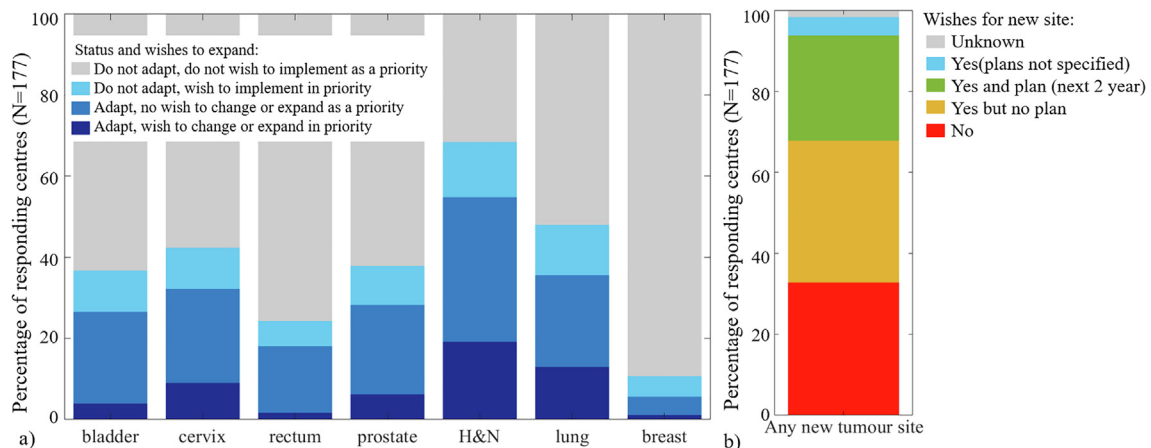 Percentage of responding centres (N=177)
100
80
60
40
20
0
Status and wishes to expand:
Do not adapt, do not wish to implement as a priority
Do not adapt, wish to implement in priority
Adapt, no wish to change or expand as a priority
Adapt, wish to change or expand in priority
a)
bladder cervix rectum prostate H&N lung breast
Percentage of responding centres (N=177)
100
80
60
40
20
0
b)
Any new tumour site
Wishes for new site:
Unknown
Yes(plans not specified)
Yes and plan (next 2 year)
Yes but no plan
No